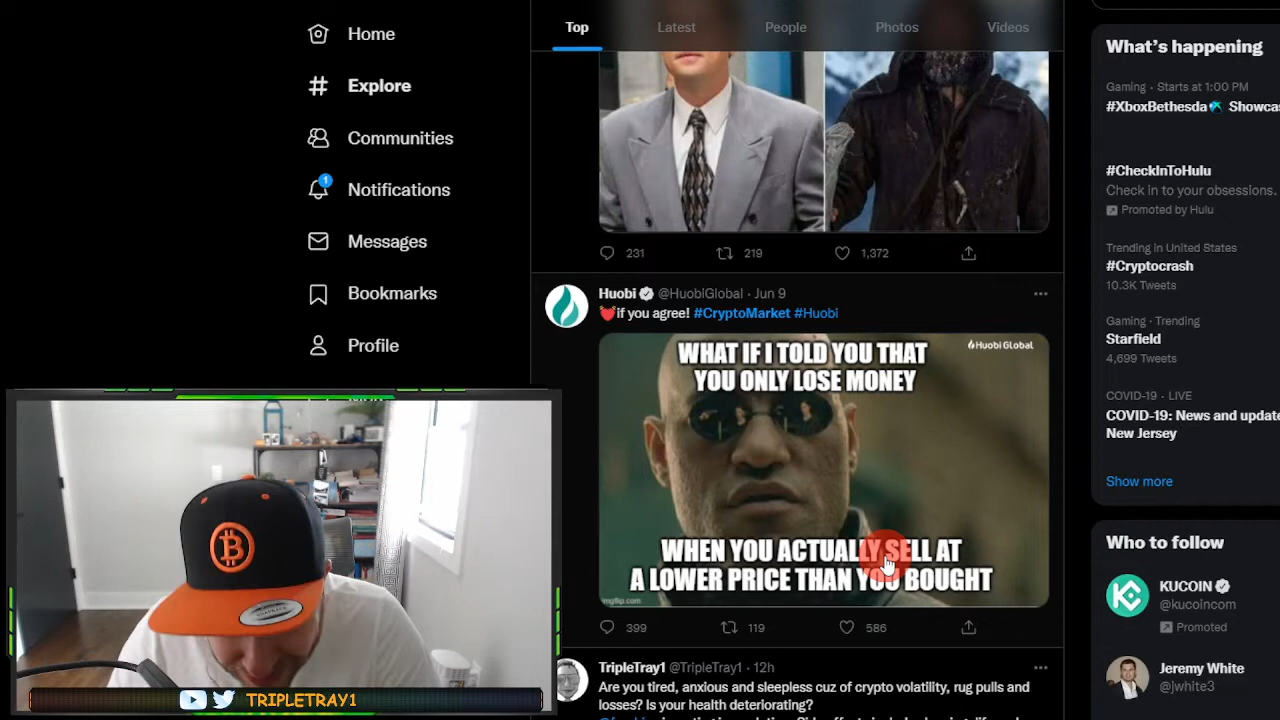 Home
Explore
Communities
1
Notifications
Messages
Bookmarks
Profile
Top Latest People Photos Videos
231 219 1,372
Huobi @HuobiGlobal · Jun 9
if you agree! #CryptoMarket #Huobi
HuobiGlobal
WHAT IF I TOLD YOU THAT
YOU ONLY LOSE MONEY
WHEN YOU ACTUALLY SELL AT
A LOWER PRICE THAN YOU BOUGHT
imgflip.com
399 119 586
TripleTray1 @TripleTray1 · 12h
Are you tired, anxious and sleepless cuz of crypto volatility, rug pulls and
losses? Is your health deteriorating?
What's happening
Gaming · Starts at 1:00 PM
#XboxBethesda Showcas
#CheckInToHulu
Check in to your obsessions.
Promoted by Hulu
Trending in United States
#Cryptocrash
10.3K Tweets
Gaming · Trending
Starfield
4,699 Tweets
COVID-19 · LIVE
COVID-19: News and update
New Jersey
Show more
Who to follow
KUCOIN
@kucoincom
Promoted
Jeremy White
@jwhite3
TRIPLETRAY1